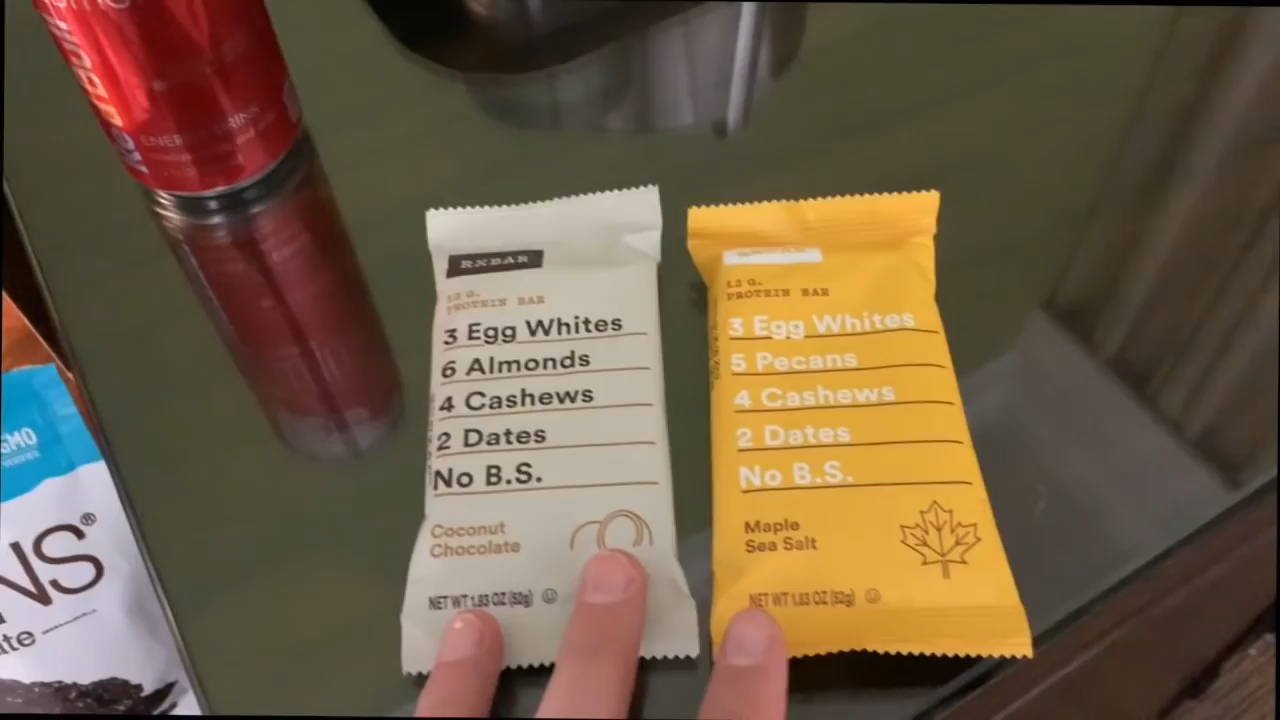 ENERGY DRINK
RXBAR
12 G.
PROTEIN BAR
3 Egg Whites
6 Almonds
4 Cashews
2 Dates
No B.S.
Coconut
Chocolate
NET WT 1.83 OZ (52g) U
12 G.
PROTEIN BAR
3 Egg Whites
5 Pecans
4 Cashews
2 Dates
No B.S.
Maple
Sea Salt
NET WT 1.83 OZ (52g) U
GMO
NS®